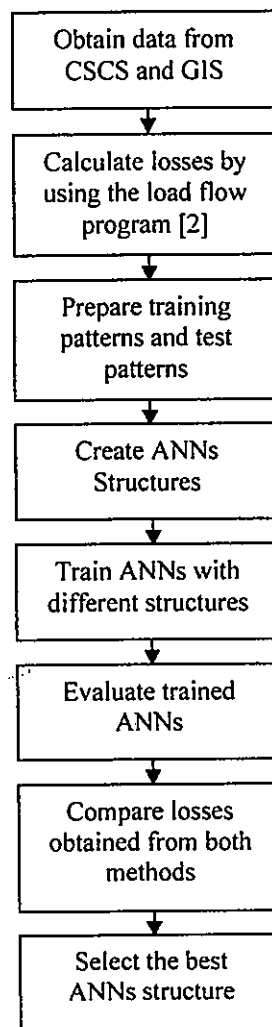 Obtain data from
CSCS and GIS
Calculate losses by
using the load flow
program [2]
Prepare training
patterns and test
patterns
Create ANNs
Structures
Train ANNs with
different structures
Evaluate trained
ANNs
Compare losses
obtained from both
methods
Select the best
ANNs structure